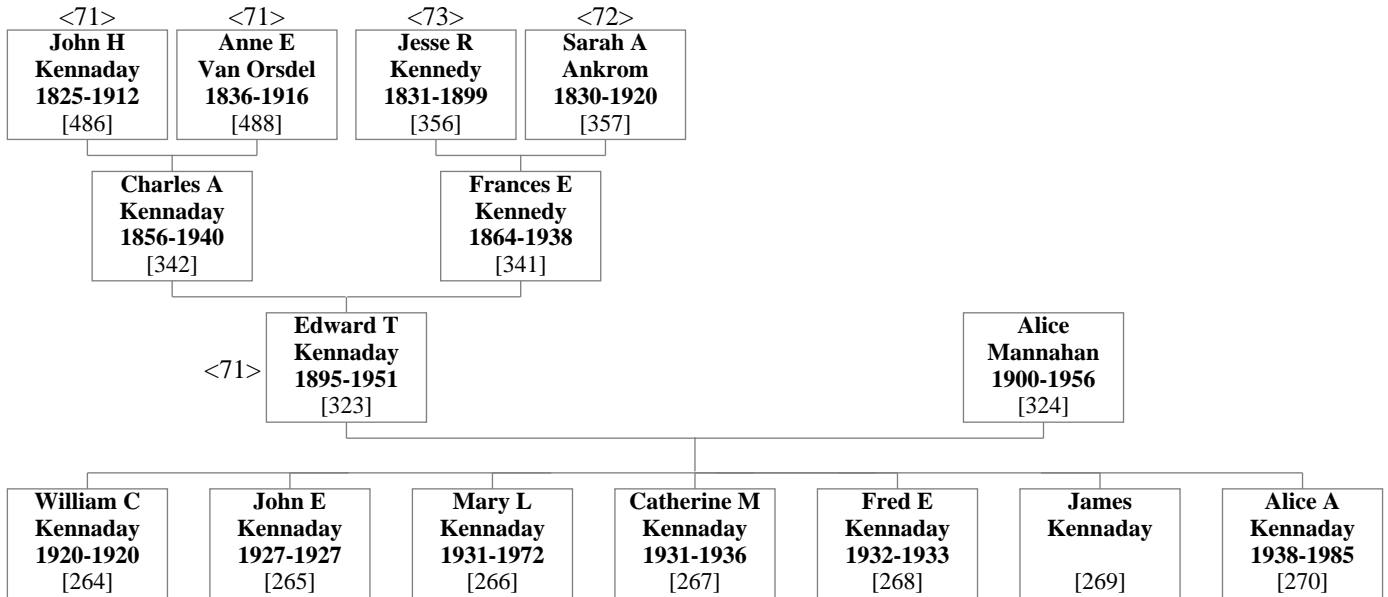 <71>
<71>
<73>
<72>
John H
Kennaday
1825-1912
[486]
Anne E
Van Orsdel
1836-1916
[488]
Jesse R
Kennedy
1831-1899
[356]
Sarah A
Ankrom
1830-1920
[357]
Charles A
Kennaday
1856-1940
[342]
Frances E
Kennedy
1864-1938
[341]
<71>
Edward T
Kennaday
1895-1951
[323]
Alice
Mannahan
1900-1956
[324]
William C
Kennaday
1920-1920
[264]
John E
Kennaday
1927-1927
[265]
Mary L
Kennaday
1931-1972
[266]
Catherine M
Kennaday
1931-1936
[267]
Fred E
Kennaday
1932-1933
[268]
James
Kennaday
[269]
Alice A
Kennaday
1938-1985
[270]